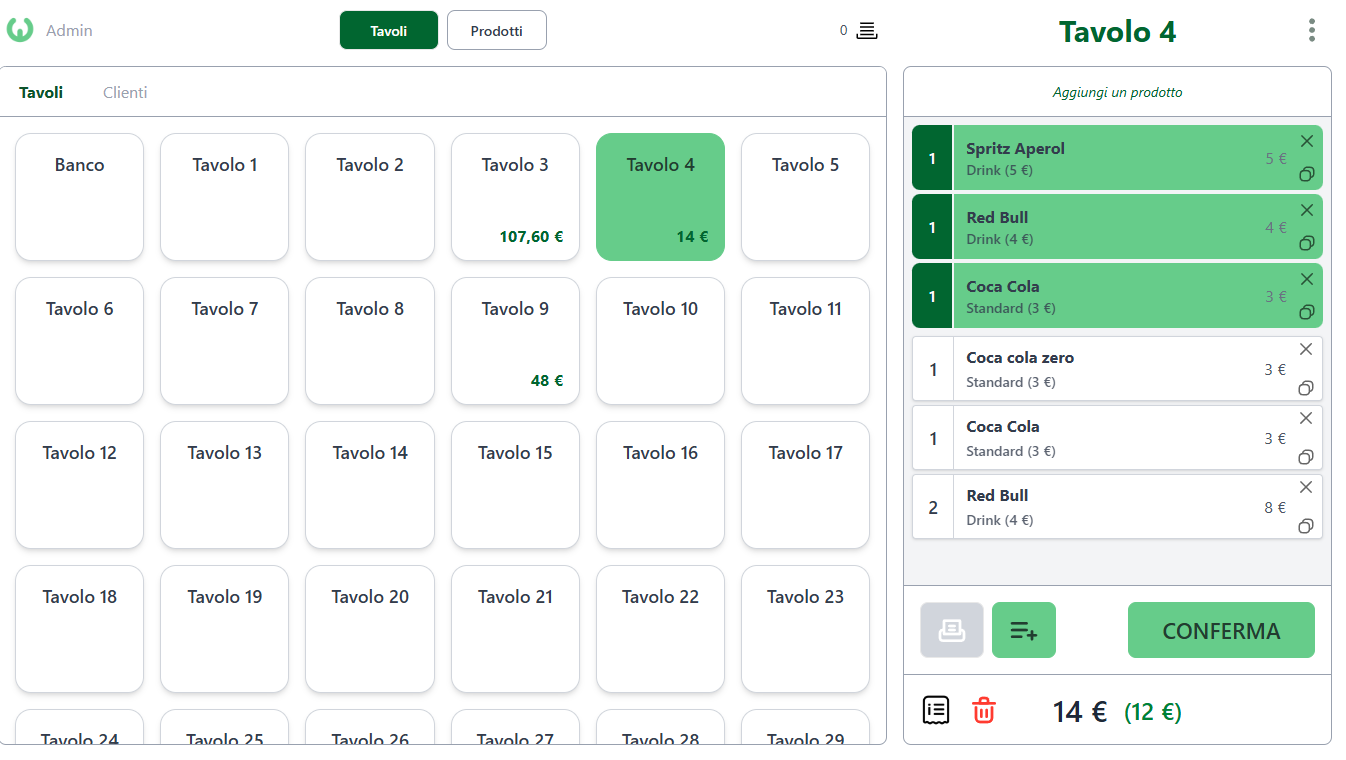 Admin
Tavoli
Prodotti
0
Tavolo 4
Tavoli
Clienti
Aggiungi un prodotto
Banco
Tavolo 1
Tavolo 2
Tavolo 3
107,60 €
Tavolo 4
14 €
Tavolo 5
Tavolo 6
Tavolo 7
Tavolo 8
Tavolo 9
48 €
Tavolo 10
Tavolo 11
Tavolo 12
Tavolo 13
Tavolo 14
Tavolo 15
Tavolo 16
Tavolo 17
Tavolo 18
Tavolo 19
Tavolo 20
Tavolo 21
Tavolo 22
Tavolo 23
Tavolo 24
Tavolo 25
Tavolo 26
Tavolo 27
Tavolo 28
Tavolo 29
1
Spritz Aperol
Drink (5 €)
5 €
1
Red Bull
Drink (4 €)
4 €
1
Coca Cola
Standard (3 €)
3 €
1
Coca cola zero
Standard (3 €)
3 €
1
Coca Cola
Standard (3 €)
3 €
2
Red Bull
Drink (4 €)
8 €
CONFERMA
14 € (12 €)